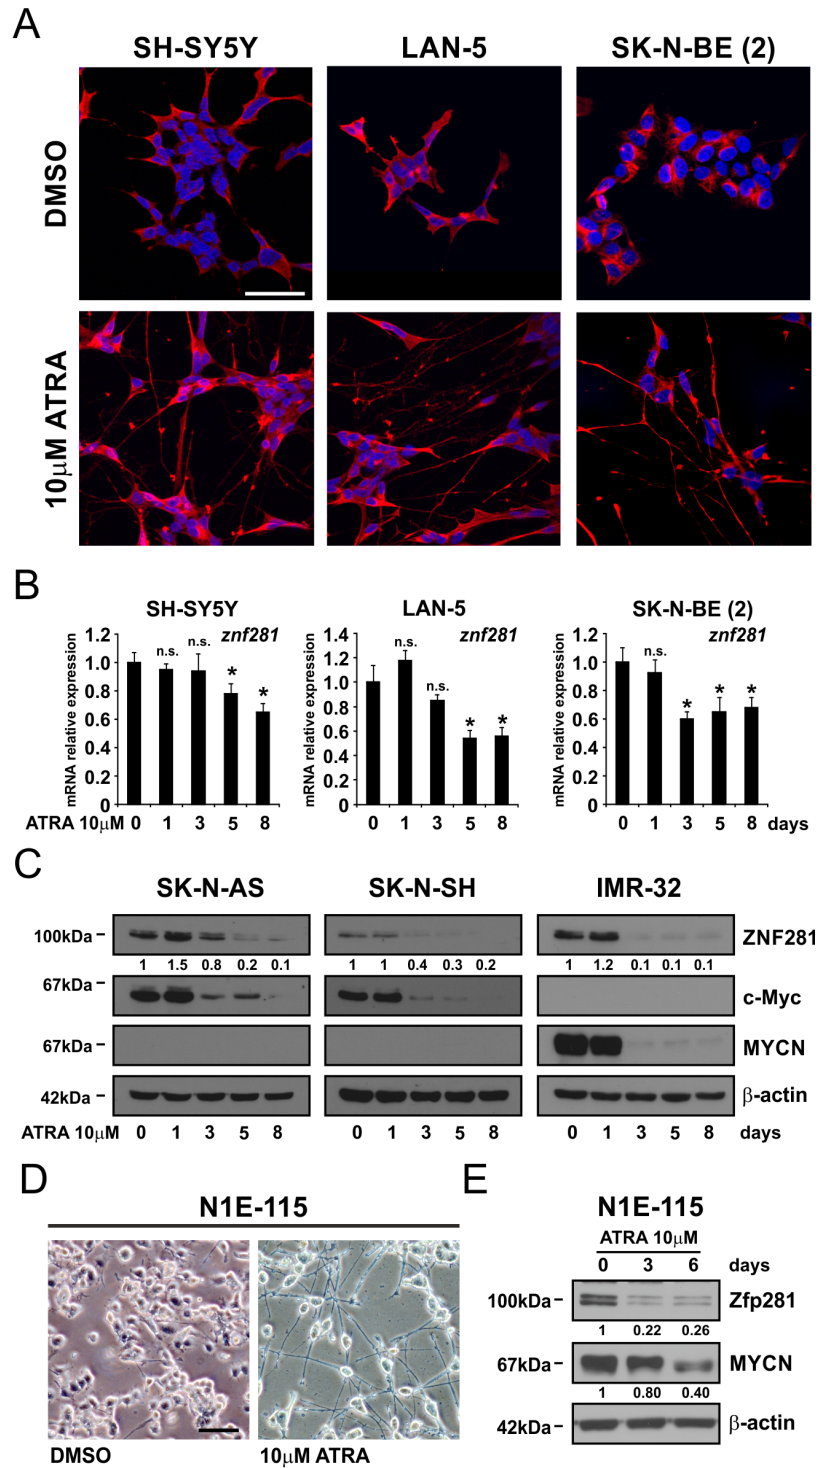 A
SH-SY5Y LAN-5 SK-N-BE (2)
DMSO
10μM ATRA
B
SH-SY5Y LAN-5 SK-N-BE (2)
mRNA relative expression
1.2
1.0
0.8
0.6
0.4
0.2
0
znf281
n.s. n.s. * *
mRNA relative expression
1.4
1.2
1.0
0.8
0.6
0.4
0.2
0
znf281
n.s. n.s. * *
mRNA relative expression
1.2
1.0
0.8
0.6
0.4
0.2
0
znf281
n.s. * * *
ATRA 10μM 0 1 3 5 8 0 1 3 5 8 0 1 3 5 8 days
C
SK-N-AS SK-N-SH IMR-32
100kDa ZNF281
1 1.5 0.8 0.2 0.1 1 1 0.4 0.3 0.2 1 1.2 0.1 0.1 0.1
67kDa c-Myc
67kDa MYCN
42kDa β-actin
ATRA 10μM 0 1 3 5 8 0 1 3 5 8 0 1 3 5 8 days
D
N1E-115
DMSO 10μM ATRA
E
N1E-115
ATRA 10μM
0 3 6 days
100kDa Zfp281
1 0.22 0.26
67kDa MYCN
1 0.80 0.40
42kDa β-actin